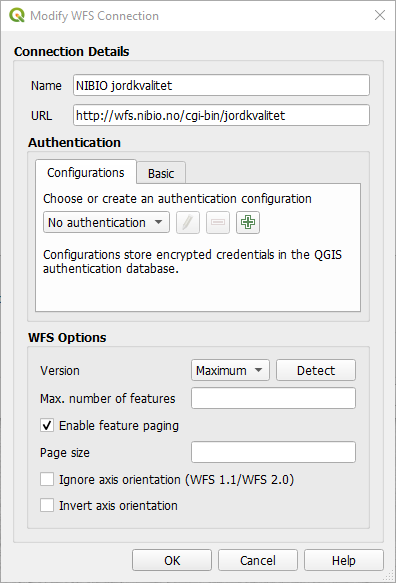 Modify WFS Connection
Connection Details
Name NIBIO jordkvalitet
URL http://wfs.nibio.no/cgi-bin/jordkvalitet
Authentication
Configurations Basic
Choose or create an authentication configuration
No authentication
Configurations store encrypted credentials in the QGIS
authentication database.
WFS Options
Version Maximum Detect
Max. number of features
Enable feature paging
Page size
Ignore axis orientation (WFS 1.1/WFS 2.0)
Invert axis orientation
OK Cancel Help